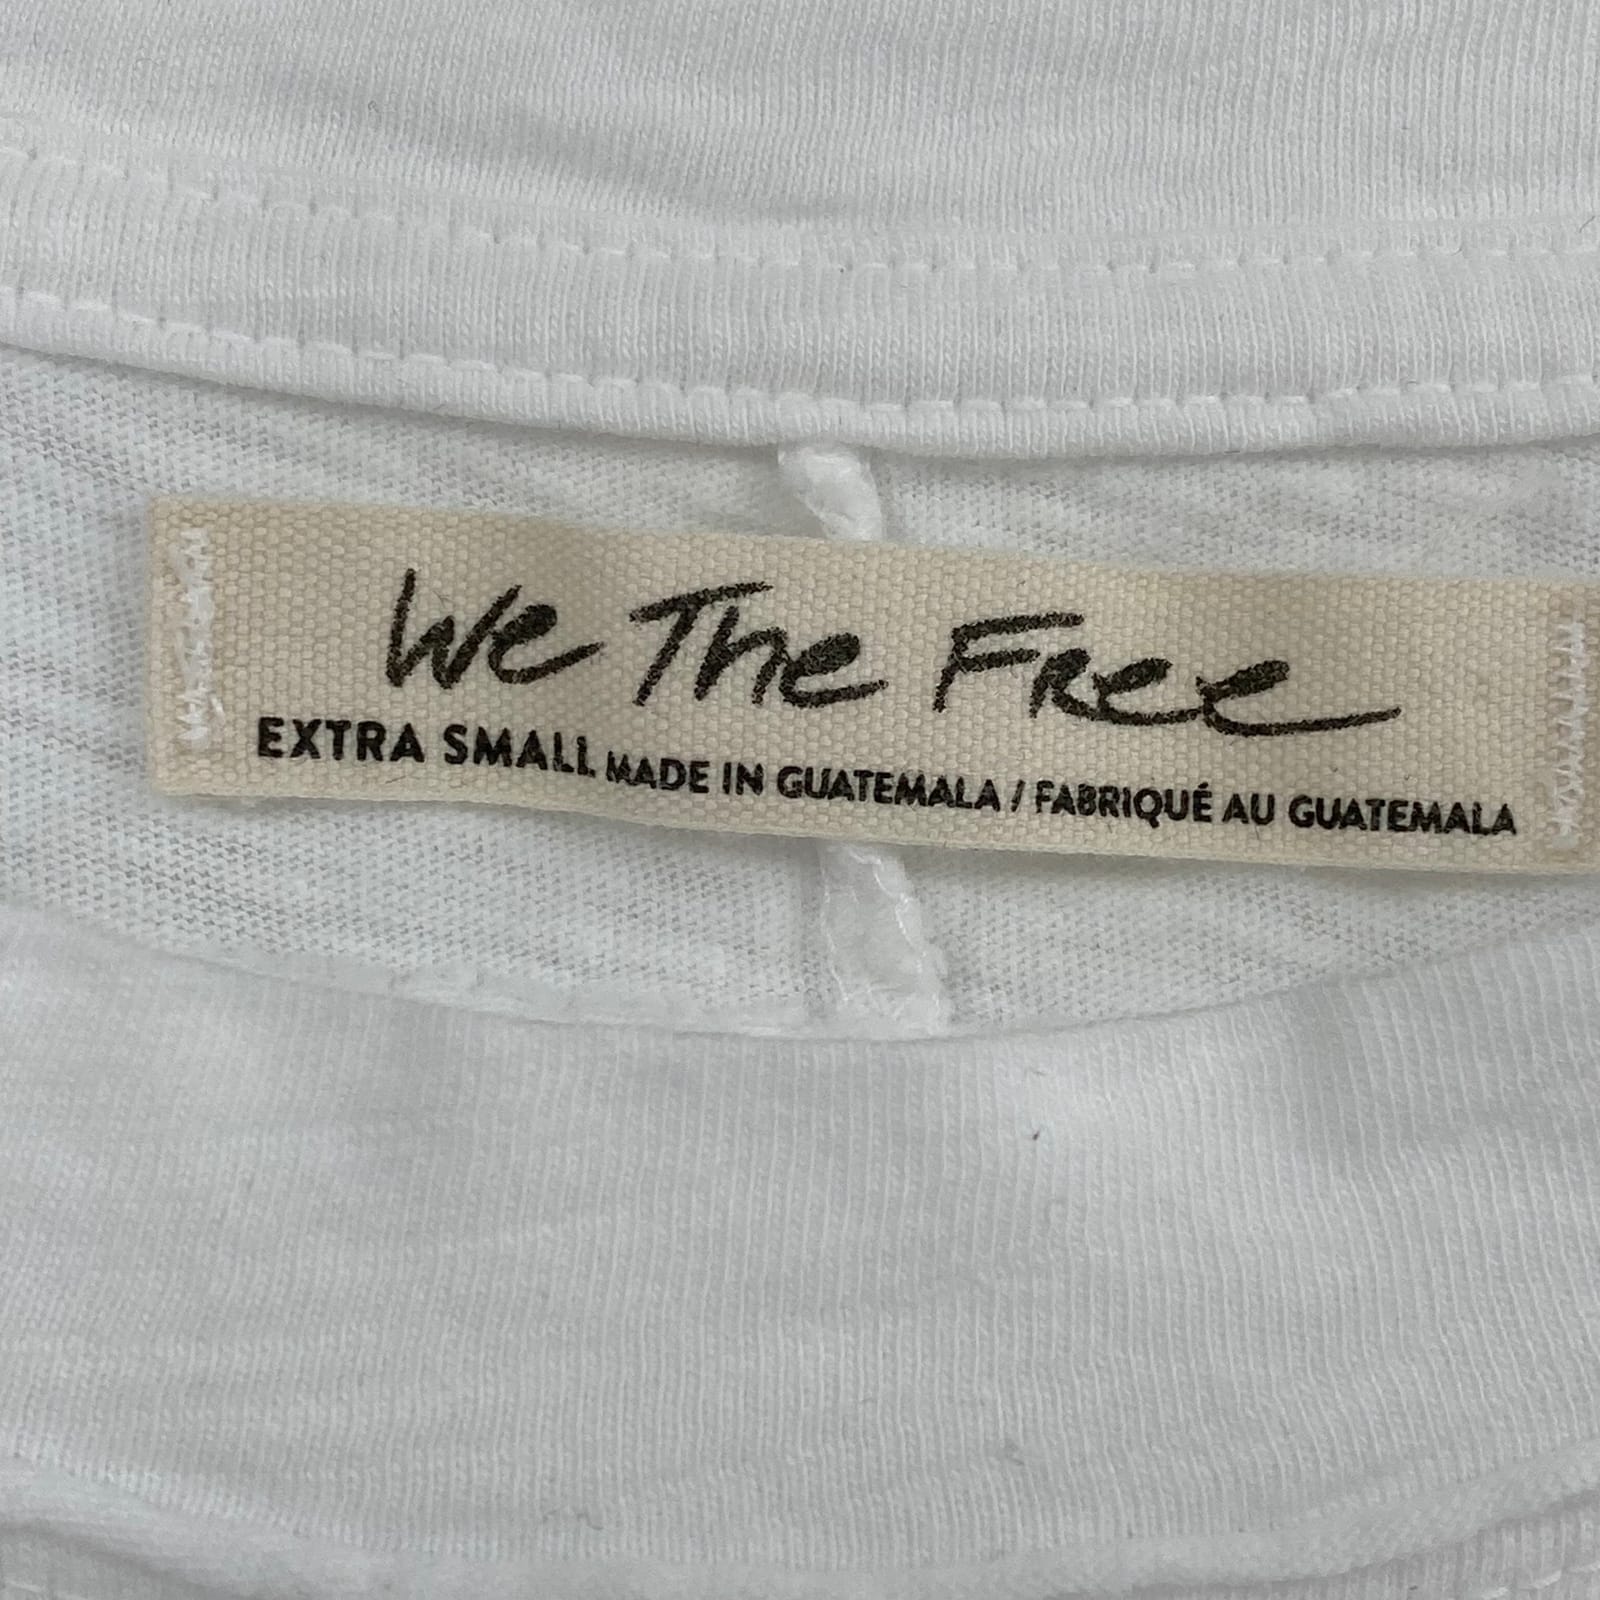 We The Free
EXTRA SMALL MADE IN GUATEMALA / FABRIQUÉ AU GUATEMALA